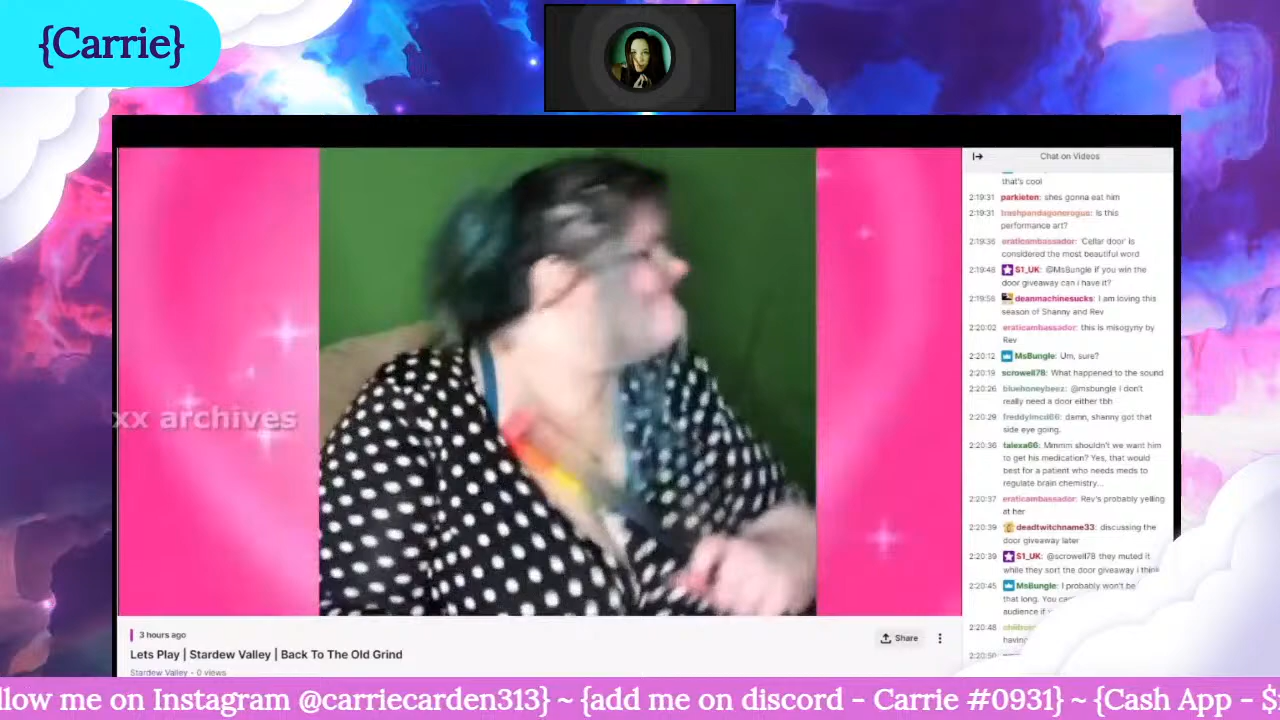 {Carrie}
Chat on Videos
that's cool
2:19:31 parkieten: shes gonna eat him
2:19:31 trashpandagonerogue: Is this
performance art?
2:19:36 eraticambassador: 'Cellar door' is
considered the most beautiful word
2:19:48 S1_UK: @MsBungle if you win the
door giveaway can i have it?
2:19:56 deanmachinesucks: I am loving this
season of Shanny and Rev
2:20:02 eraticambassador: this is misogyny by
Rev
2:20:12 MsBungle: Um, sure?
2:20:19 scrowell78: What happened to the sound
2:20:26 bluehoneybeez: @msbungle i don't
really need a door either tbh
2:20:29 freddylmcd66: damn, shanny got that
side eye going.
2:20:36 talexa66: Mmmm shouldn't we want him
to get his medication? Yes, that would
best for a patient who needs meds to
regulate brain chemistry...
2:20:37 eraticambassador: Rev's probably yelling
at her
2:20:39 deadtwitchname33: discussing the
door giveaway later
2:20:39 S1_UK: @scrowell78 they muted it
while they sort the door giveaway i think
2:20:45 MsBungle: I probably won't be
that long. You
audience if
2:20:48
having
2:20:50
xx archives
3 hours ago
Share
Lets Play | Stardew Valley | Back To The Old Grind
Stardew Valley - 0 views
llow me on Instagram @carriecarden313} ~ {add me on discord - Carrie #0931} ~ {Cash App - $